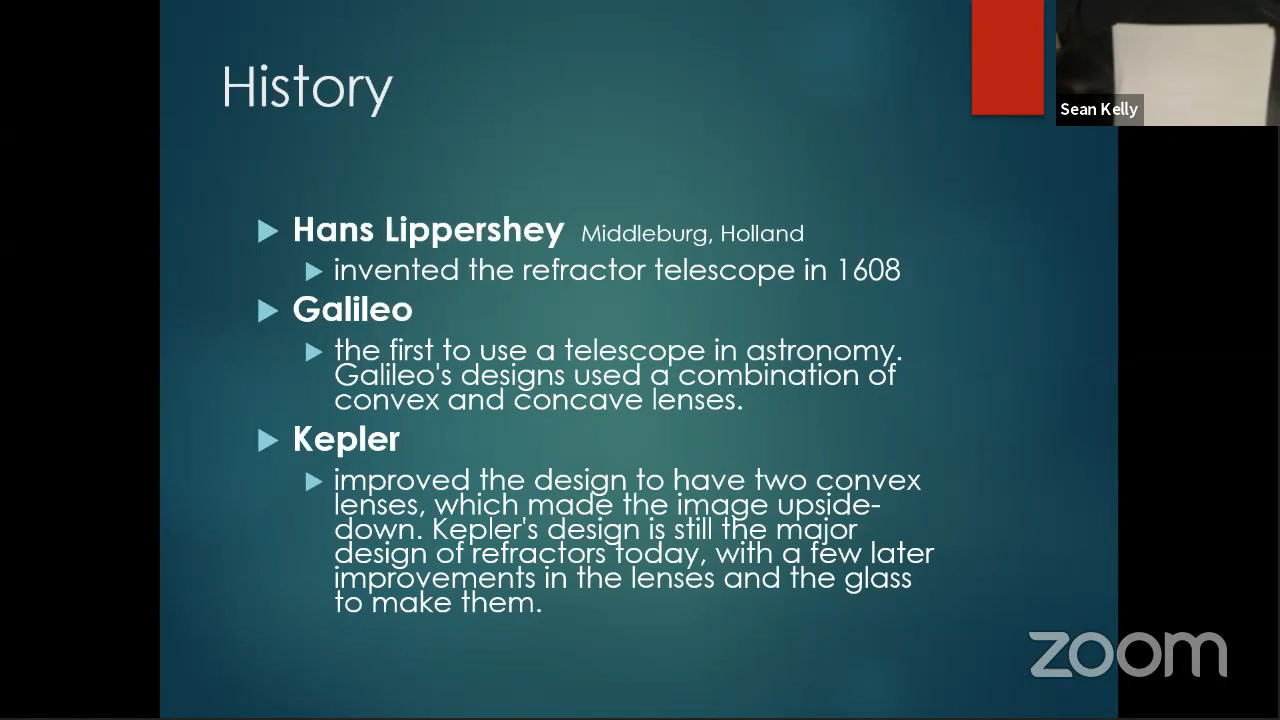 History
Sean Kelly
Hans Lippershey Middleburg, Holland
invented the refractor telescope in 1608
Galileo
the first to use a telescope in astronomy.
Galileo's designs used a combination of
convex and concave lenses.
Kepler
improved the design to have two convex
lenses, which made the image upside-
down. Kepler's design is still the major
design of refractors today, with a few later
improvements in the lenses and the glass
to make them.
zoom